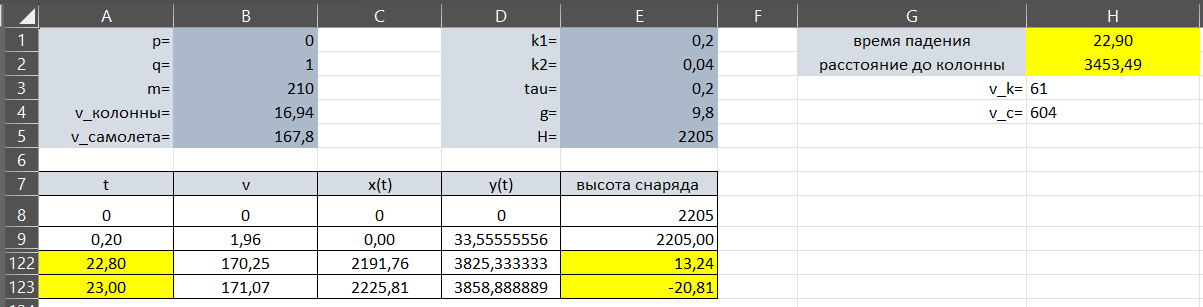 A B C D E F G H
1 p= 0 k1= 0,2 время падения 22,90
2 q= 1 k2= 0,04 расстояние до колонны 3453,49
3 m= 210 tau= 0,2 v_k= 61
4 v_колонны= 16,94 g= 9,8 v_c= 604
5 v_самолета= 167,8 H= 2205
6
7 t v x(t) y(t) высота снаряда
8 0 0 0 0 2205
9 0,20 1,96 0,00 33,55555556 2205,00
122 22,80 170,25 2191,76 3825,333333 13,24
123 23,00 171,07 2225,81 3858,888889 -20,81